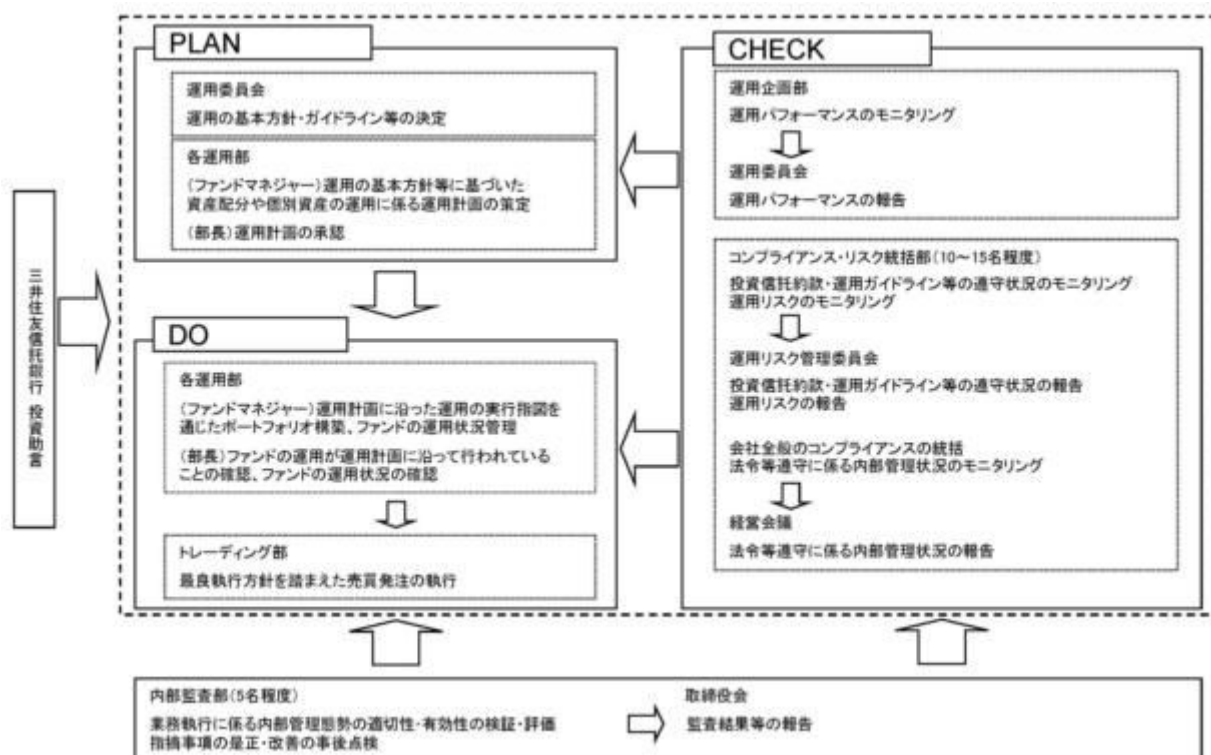 三井住友信託銀行 投資助言
PLAN
運用委員会
運用の基本方針・ガイドライン等の決定
各運用部
(ファンドマネジャー)運用の基本方針等に基づいた
資産配分や個別資産の運用に係る運用計画の策定
(部長)運用計画の承認
DO
各運用部
(ファンドマネジャー)運用計画に沿った運用の実行指図を
通じたポートフォリオ構築、ファンドの運用状況管理
(部長)ファンドの運用が運用計画に沿って行われている
ことの確認、ファンドの運用状況の確認
トレーディング部
最良執行方針を踏まえた売買発注の執行
CHECK
運用企画部
運用パフォーマンスのモニタリング
運用委員会
運用パフォーマンスの報告
コンプライアンス・リスク統括部(10~15名程度)
投資信託約款・運用ガイドライン等の遵守状況のモニタリング
運用リスクのモニタリング
運用リスク管理委員会
投資信託約款・運用ガイドライン等の遵守状況の報告
運用リスクの報告
会社全般のコンプライアンスの統括
法令等遵守に係る内部管理状況のモニタリング
経営会議
法令等遵守に係る内部管理状況の報告
内部監査部(5名程度)
業務執行に係る内部管理態勢の適切性・有効性の検証・評価
指摘事項の是正・改善の事後点検
取締役会
監査結果等の報告